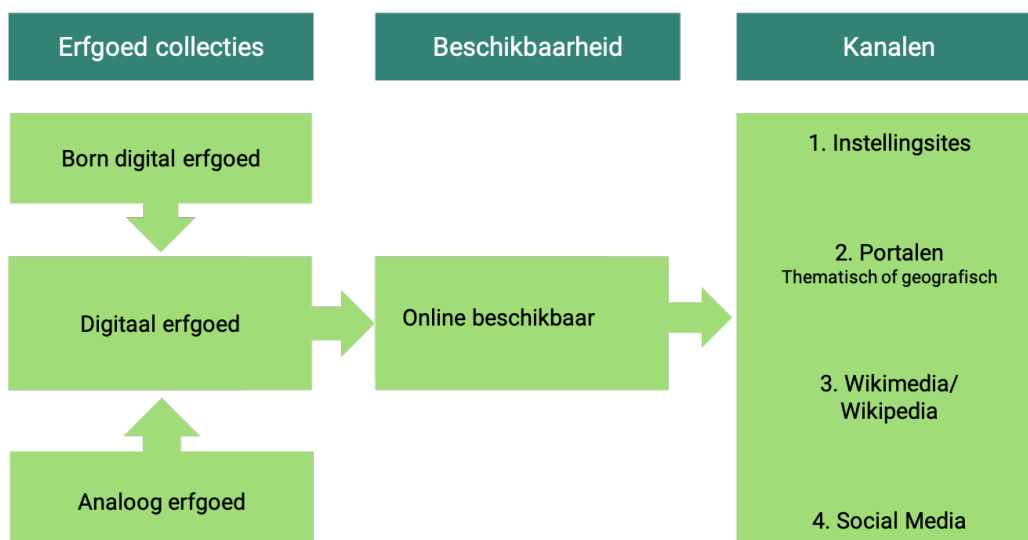 Erfgoed collecties
Beschikbaarheid
Kanalen
Born digital erfgoed
Digitaal erfgoed
Analoog erfgoed
Online beschikbaar
1. Instellingsites
2. Portalen
Thematisch of geografisch
3. Wikimedia/
Wikipedia
4. Social Media